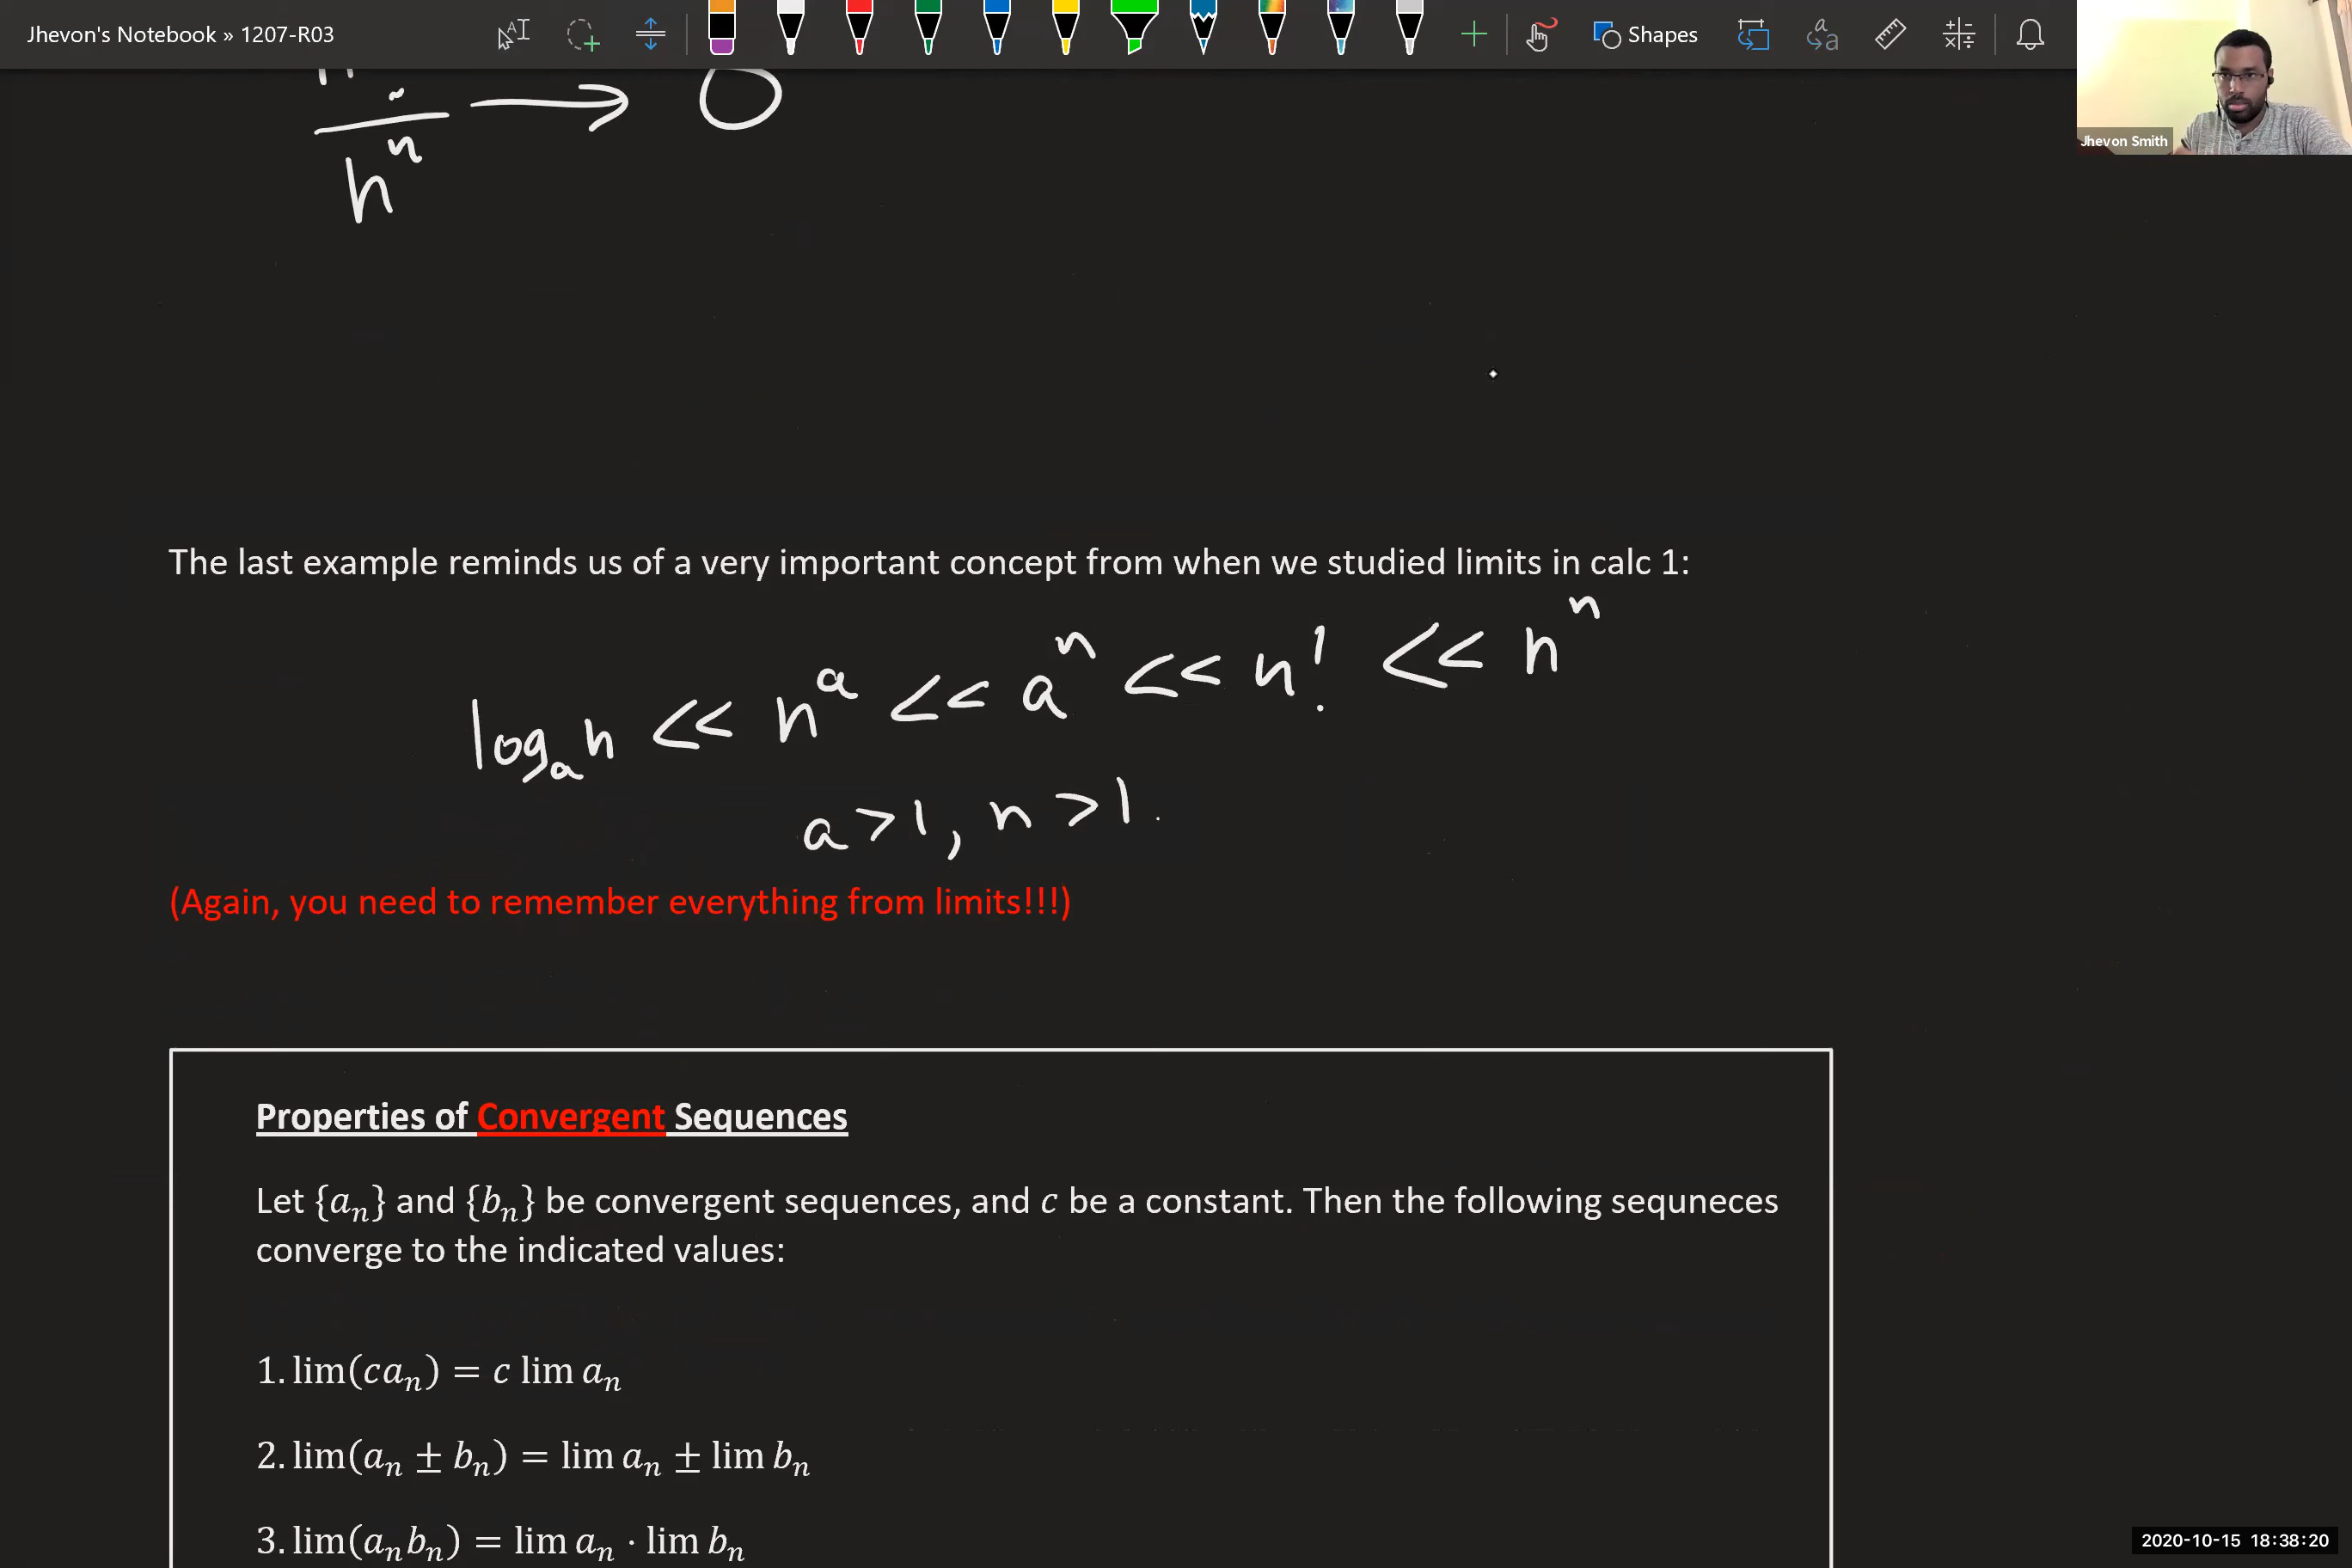 Jhevon's Notebook » 1207-R03
Shapes
Jhevon Smith
→ 0
n^n
The last example reminds us of a very important concept from when we studied limits in calc 1:
log_a n << n^a << a^n << n! << n^n
a > 1, n > 1.
(Again, you need to remember everything from limits!!!)
Properties of Convergent Sequences
Let {a_n} and {b_n} be convergent sequences, and c be a constant. Then the following sequneces
converge to the indicated values:
1. lim(ca_n) = c lim a_n
2. lim(a_n ± b_n) = lim a_n ± lim b_n
3. lim(a_n b_n) = lim a_n · lim b_n
2020-10-15 18:38:20